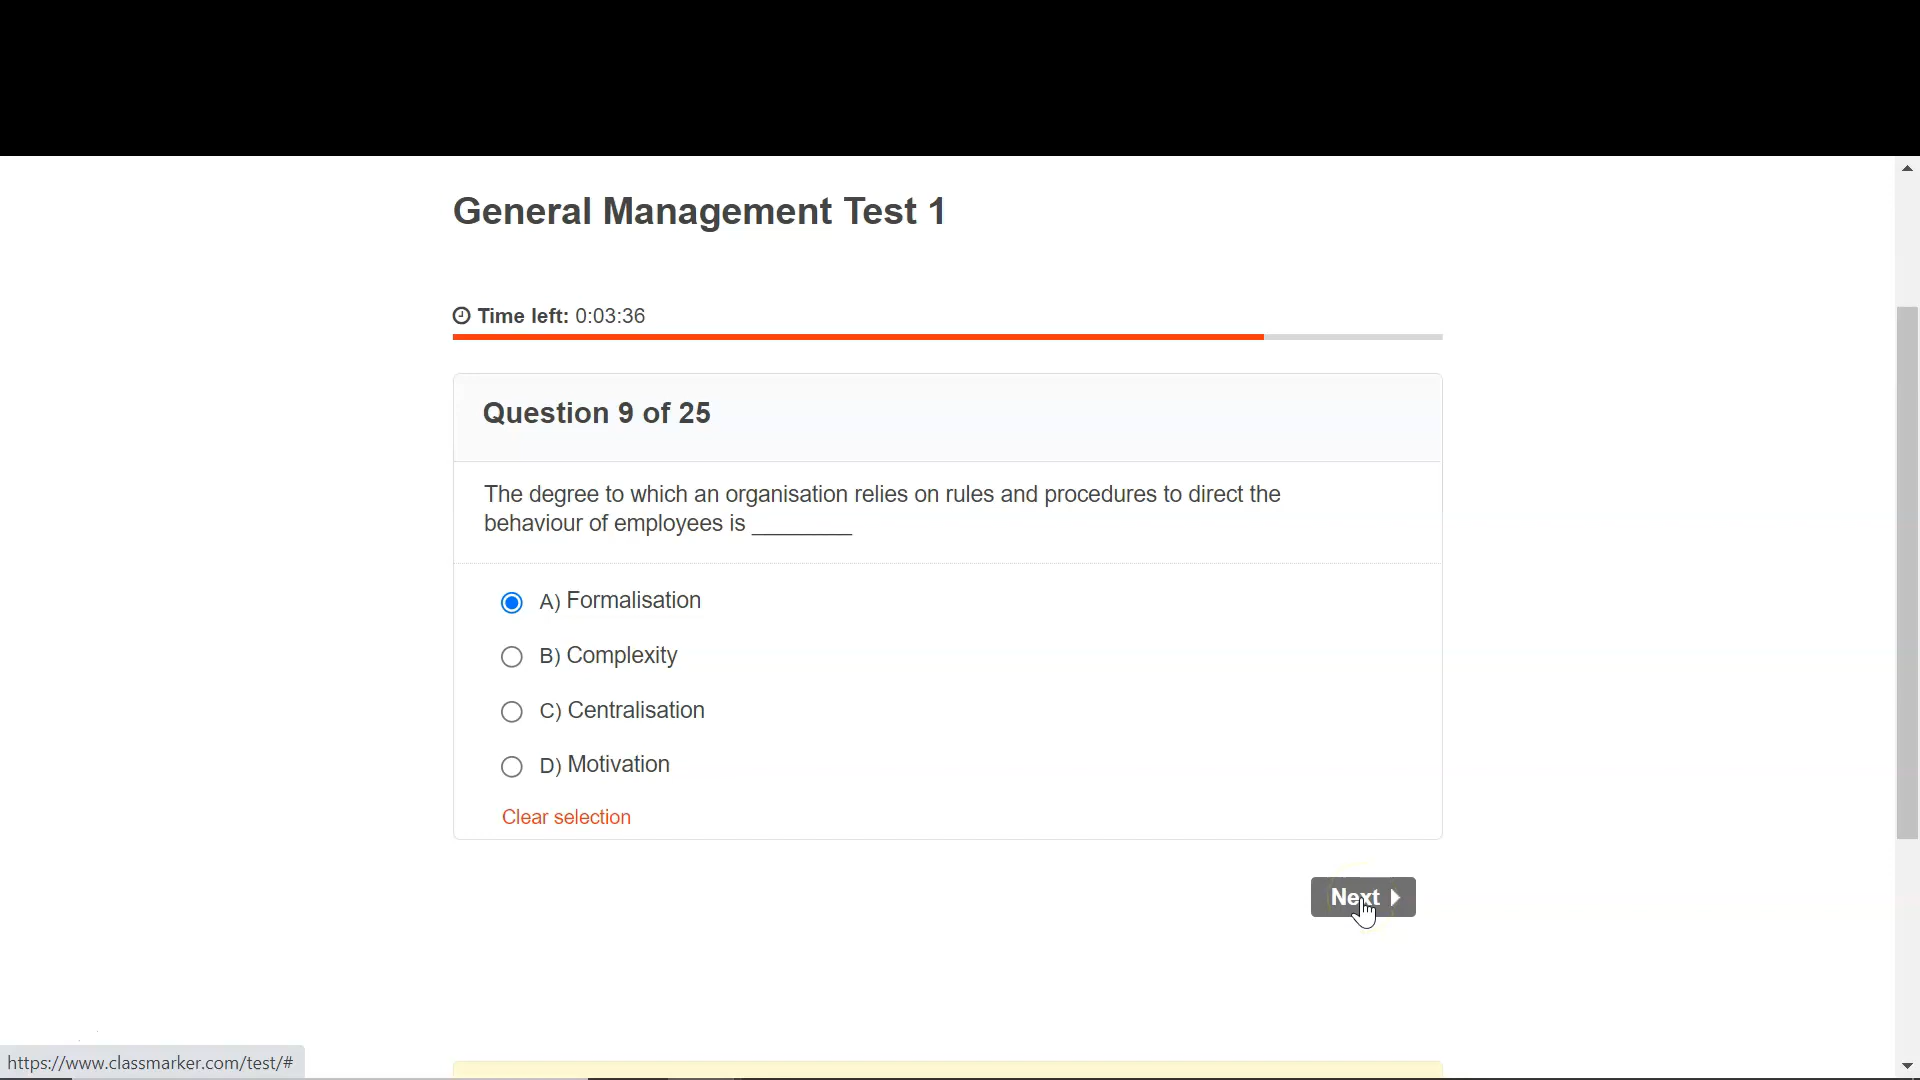 General Management Test 1
Time left: 0:03:36
Question 9 of 25
The degree to which an organisation relies on rules and procedures to direct the
behaviour of employees is _________
A) Formalisation
B) Complexity
C) Centralisation
D) Motivation
Clear selection
Next
https://www.classmarker.com/test/#